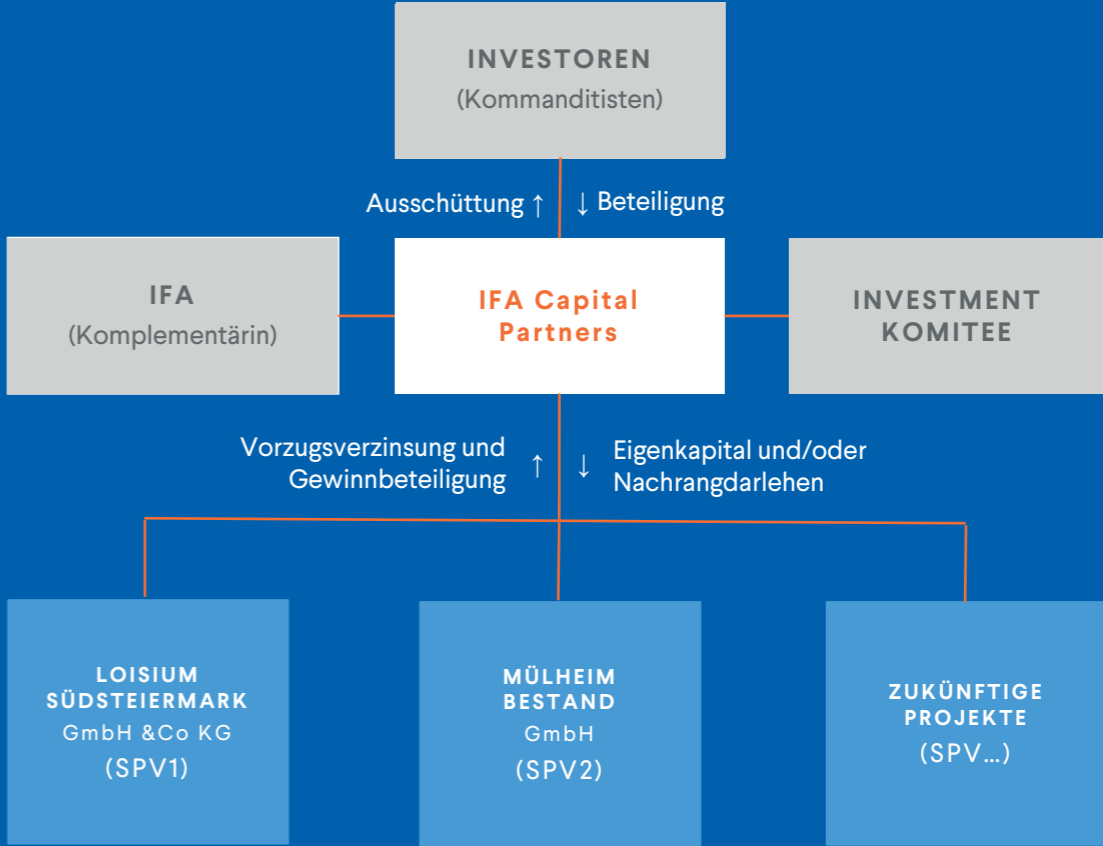 INVESTOREN
(Kommanditisten)
Ausschüttung ↑ ↓ Beteiligung
IFA
(Komplementärin)
IFA Capital
Partners
INVESTMENT
KOMITEE
Vorzugsverzinsung und
Gewinnbeteiligung ↑
↓ Eigenkapital und/oder
Nachrangdarlehen
LOISIUM
SÜDSTEIERMARK
GmbH &Co KG
(SPV1)
MÜLHEIM
BESTAND
GmbH
(SPV2)
ZUKÜNFTIGE
PROJEKTE
(SPV…)